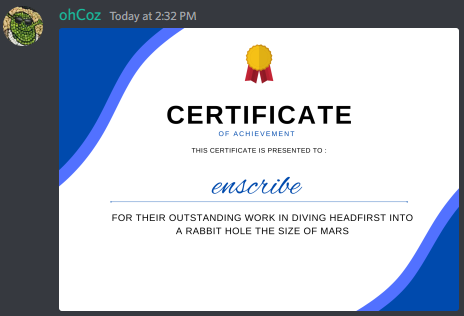 ohCoz Today at 2:32 PM
CERTIFICATE
OF ACHIEVEMENT
THIS CERTIFICATE IS PRESENTED TO :
enscribe
FOR THEIR OUTSTANDING WORK IN DIVING HEADFIRST INTO
A RABBIT HOLE THE SIZE OF MARS